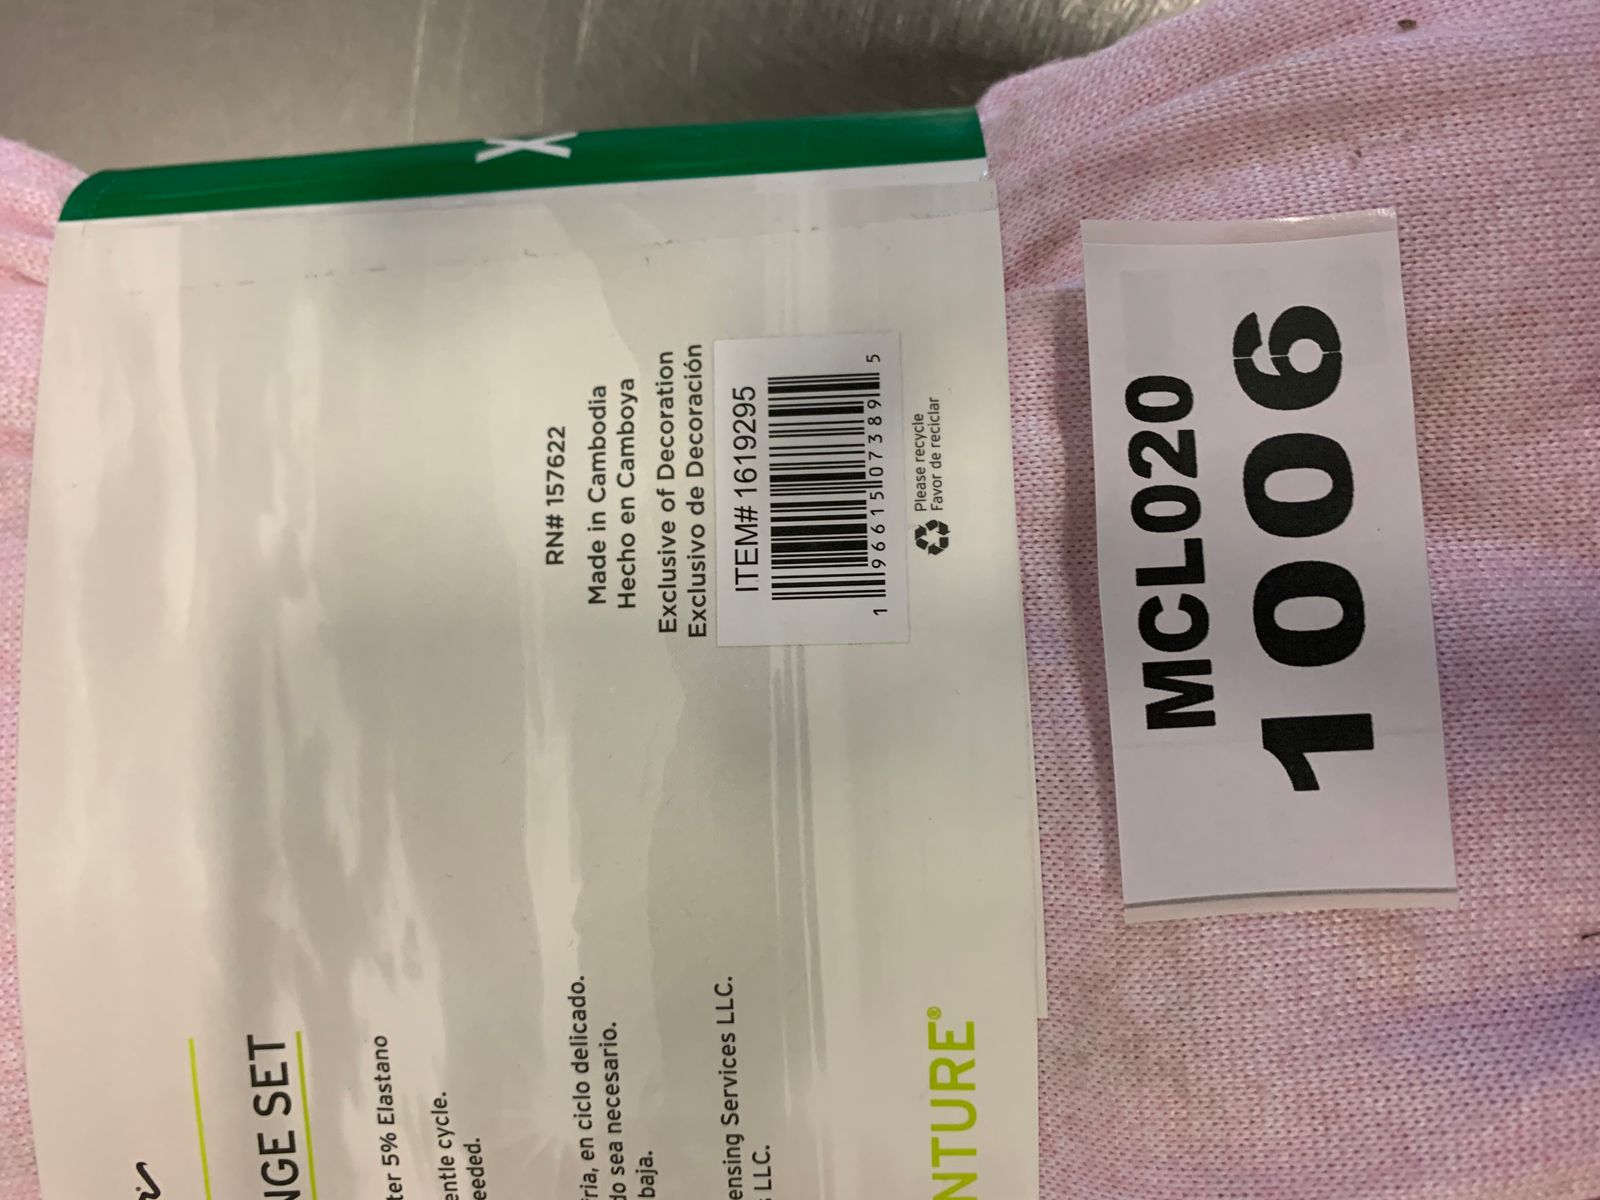 X
RN# 157622
Made in Cambodia
Hecho en Camboya
Exclusive of Decoration
Exclusivo de Decoración
ITEM# 1619295
1 96615 07389 5
Please recycle
Favor de reciclar
NGE SET
ter 5% Elastano
entle cycle.
eeded.
fría, en ciclo delicado.
do sea necesario.
baja.
ensing Services LLC.
LLC.
NTURE®
MCL020
1006